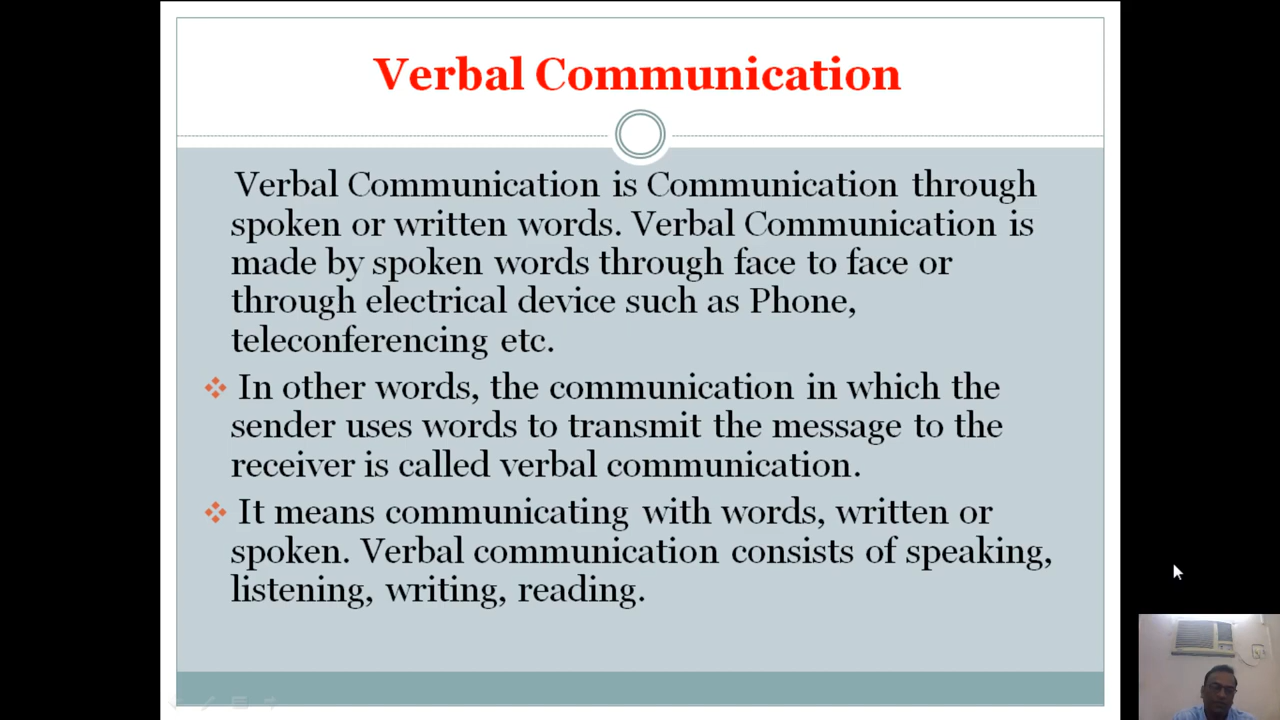 Verbal Communication
Verbal Communication is Communication through
spoken or written words. Verbal Communication is
made by spoken words through face to face or
through electrical device such as Phone,
teleconferencing etc.
In other words, the communication in which the
sender uses words to transmit the message to the
receiver is called verbal communication.
It means communicating with words, written or
spoken. Verbal communication consists of speaking,
listening, writing, reading.